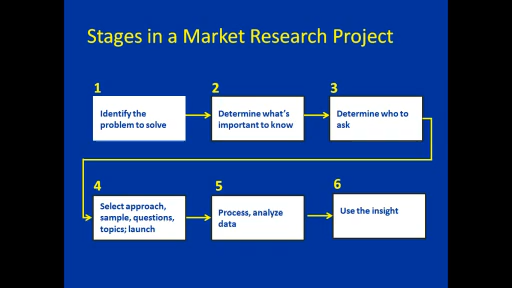 Stages in a Market Research Project
1
Identify the
problem to solve
2
Determine what's
important to know
3
Determine who to
ask
4
Select approach,
sample, questions,
topics; launch
5
Process, analyze
data
6
Use the insight